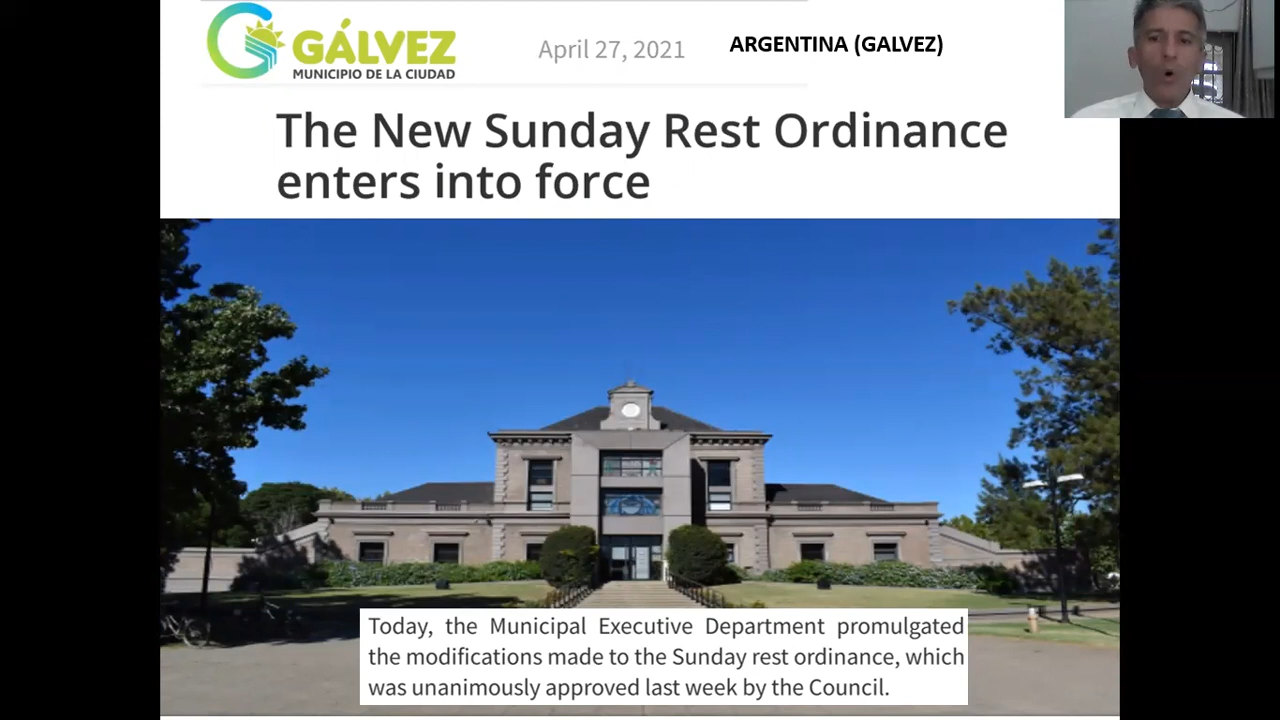 GÁLVEZ
MUNICIPIO DE LA CIUDAD
April 27, 2021
ARGENTINA (GALVEZ)
The New Sunday Rest Ordinance
enters into force
Today, the Municipal Executive Department promulgated
the modifications made to the Sunday rest ordinance, which
was unanimously approved last week by the Council.